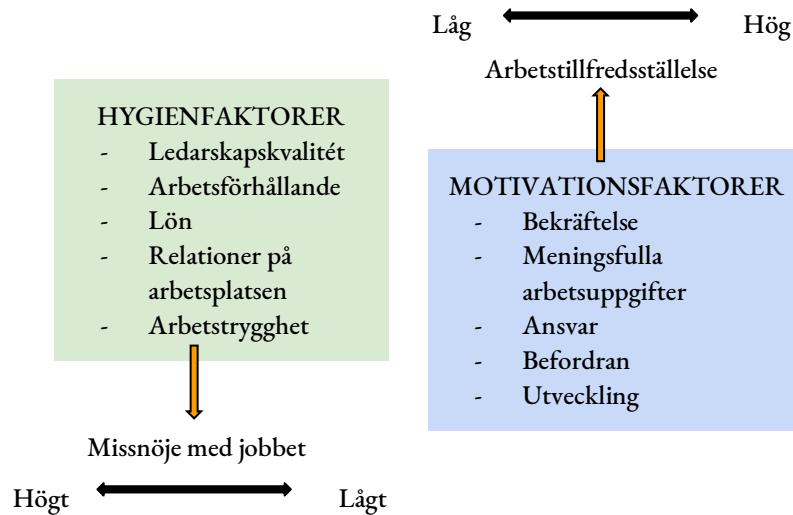 Låg
Hög
Arbetstillfredsställelse
HYGIENFAKTORER
- Ledarskapskvalitét
- Arbetsförhållande
- Lön
- Relationer på
arbetsplatsen
- Arbetstrygghet
MOTIVATIONSFAKTORER
- Bekräftelse
- Meningsfulla
arbetsuppgifter
- Ansvar
- Befordran
- Utveckling
Missnöje med jobbet
Högt
Lågt